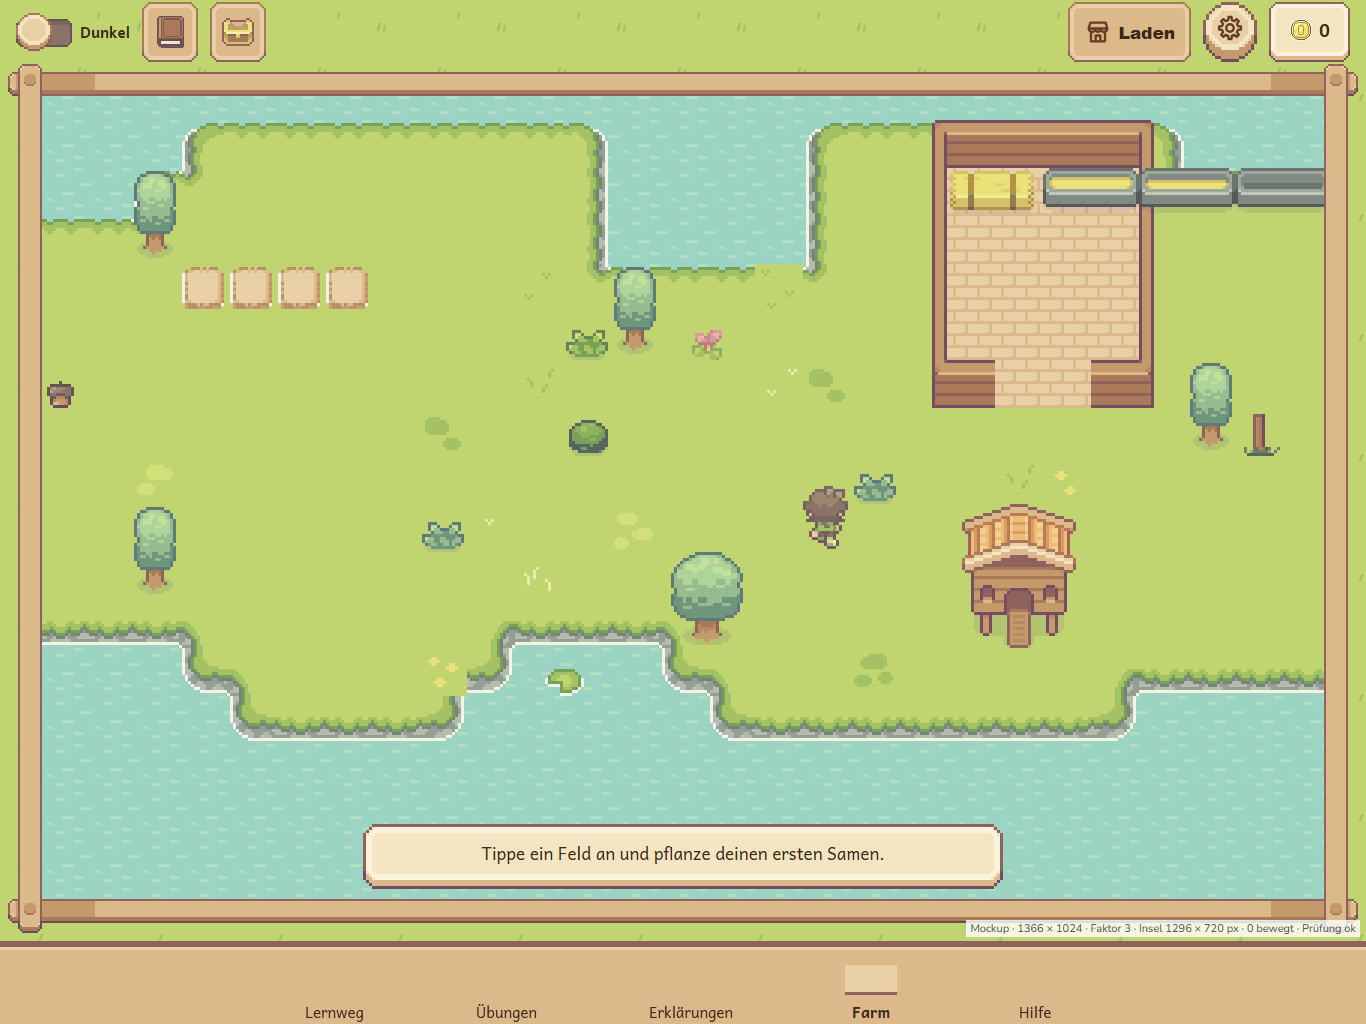 Dunkel
Laden
0
Tippe ein Feld an und pflanze deinen ersten Samen.
Mockup · 1366 × 1024 · Faktor 3 · Insel 1296 × 720 px · 0 bewegt · Prüfung ok
Lernweg
Übungen
Erklärungen
Farm
Hilfe